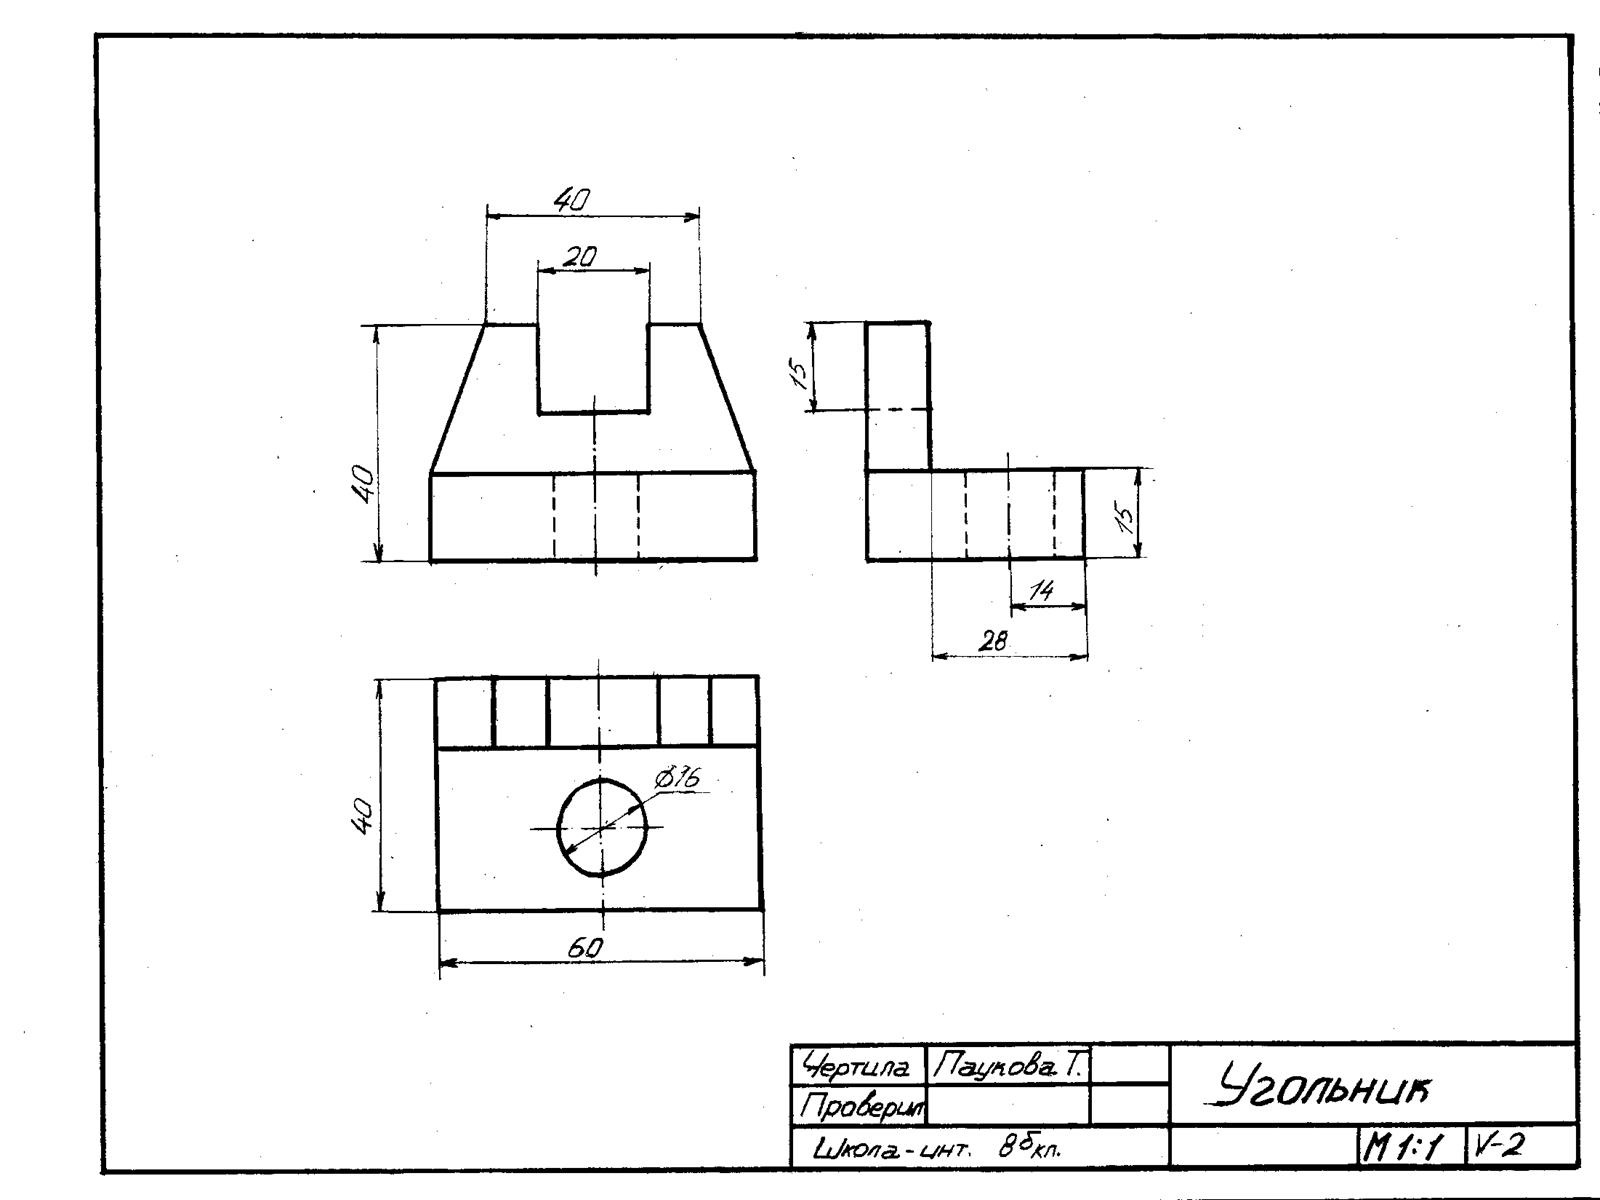 40
20
40
15
15
14
28
40
Ø16
60
Чертила Паукова Т.
Проверил
Угольник
Школа-инт. 8б кл.
М 1:1
V-2